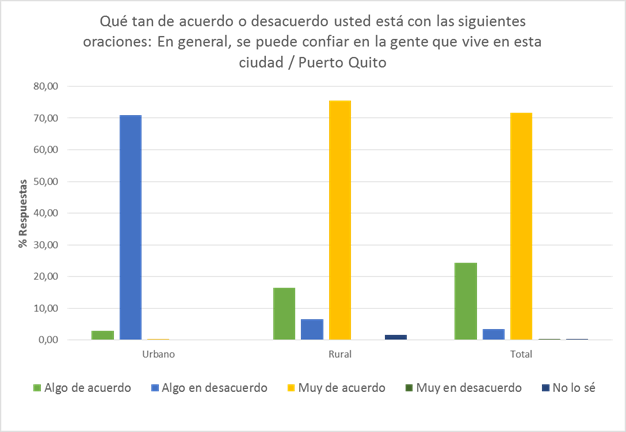 Qué tan de acuerdo o desacuerdo usted está con las siguientes
oraciones: En general, se puede confiar en la gente que vive en esta
ciudad / Puerto Quito
80,00
70,00
60,00
50,00
40,00
30,00
20,00
10,00
0,00
% Respuestas
Urbano Rural Total
Algo de acuerdo Algo en desacuerdo Muy de acuerdo Muy en desacuerdo No lo sé